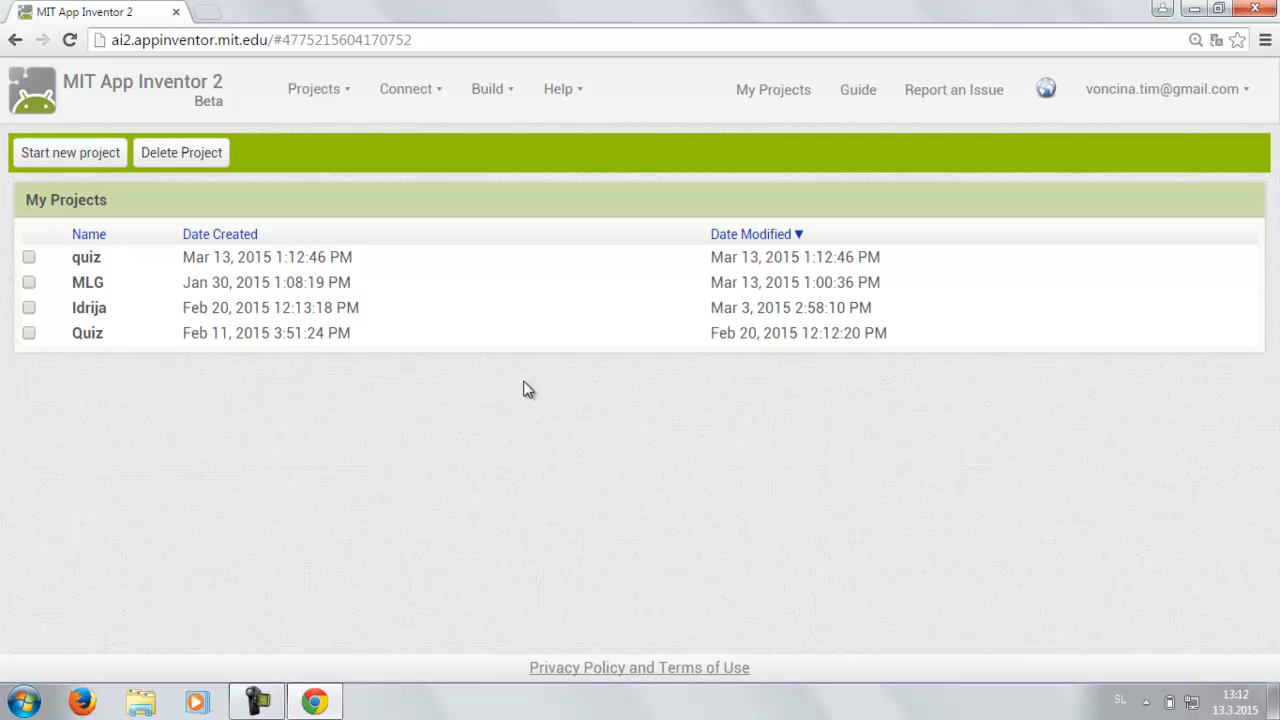 MIT App Inventor 2
ai2.appinventor.mit.edu/#4775215604170752
MIT App Inventor 2
Beta
Projects
Connect
Build
Help
My Projects
Guide
Report an Issue
voncina.tim@gmail.com
Start new project
Delete Project
My Projects
Name Date Created Date Modified
quiz Mar 13, 2015 1:12:46 PM Mar 13, 2015 1:12:46 PM
MLG Jan 30, 2015 1:08:19 PM Mar 13, 2015 1:00:36 PM
Idrija Feb 20, 2015 12:13:18 PM Mar 3, 2015 2:58:10 PM
Quiz Feb 11, 2015 3:51:24 PM Feb 20, 2015 12:12:20 PM
Privacy Policy and Terms of Use
SL
13:12
13.3.2015